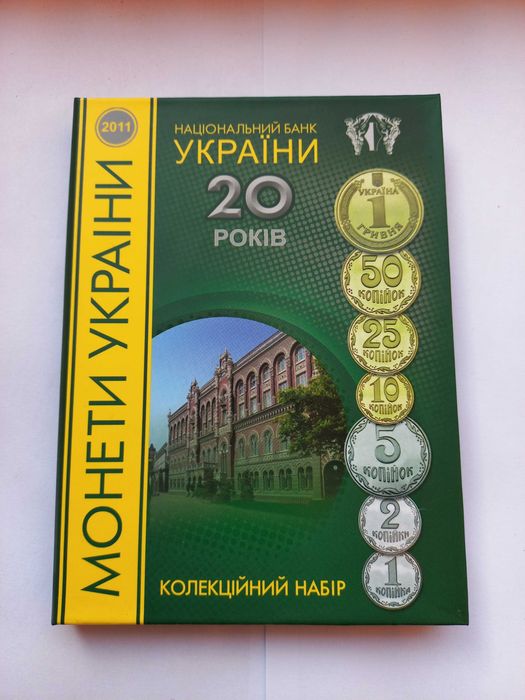 2011
МОНЕТИ УКРАЇНИ
НАЦІОНАЛЬНИЙ БАНК
УКРАЇНИ
20
РОКІВ
УКРАЇНА
1
ГРИВНЯ
50
КОПІЙОК
25
КОПІЙОК
10
КОПІЙОК
5
КОПІЙОК
2
КОПІЙКИ
1
КОПІЙКА
КОЛЕКЦІЙНИЙ НАБІР